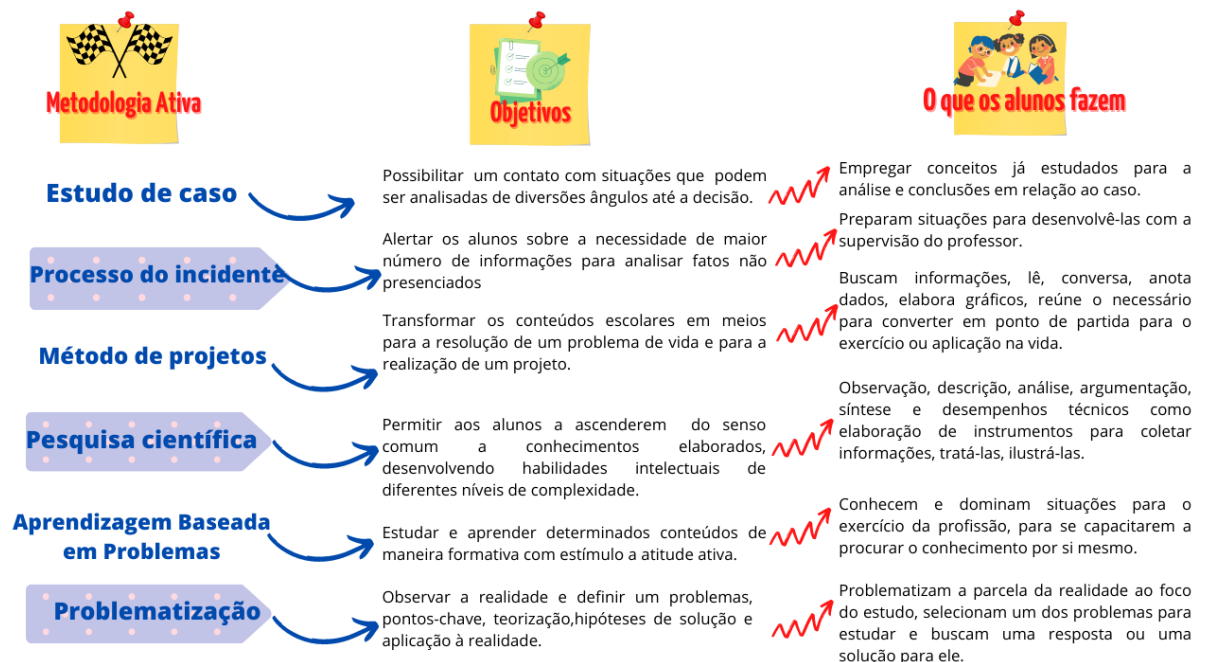 Metodologia Ativa
Objetivos
O que os alunos fazem
Estudo de caso
Possibilitar um contato com situações que podem
ser analisadas de diversões ângulos até a decisão.
Empregar conceitos já estudados para a
análise e conclusões em relação ao caso.
Processo do incidente
Alertar os alunos sobre a necessidade de maior
número de informações para analisar fatos não
presenciados
Preparam situações para desenvolvê-las com a
supervisão do professor.
Método de projetos
Transformar os conteúdos escolares em meios
para a resolução de um problema de vida e para a
realização de um projeto.
Buscam informações, lê, conversa, anota
dados, elabora gráficos, reúne o necessário
para converter em ponto de partida para o
exercício ou aplicação na vida.
Pesquisa científica
Permitir aos alunos a ascenderem do senso
comum a conhecimentos elaborados,
desenvolvendo habilidades intelectuais de
diferentes níveis de complexidade.
Observação, descrição, análise, argumentação,
síntese e desempenhos técnicos como
elaboração de instrumentos para coletar
informações, tratá-las, ilustrá-las.
Aprendizagem Baseada
em Problemas
Estudar e aprender determinados conteúdos de
maneira formativa com estímulo a atitude ativa.
Conhecem e dominam situações para o
exercício da profissão, para se capacitarem a
procurar o conhecimento por si mesmo.
Problematização
Observar a realidade e definir um problemas,
pontos-chave, teorização,hipóteses de solução e
aplicação à realidade.
Problematizam a parcela da realidade ao foco
do estudo, selecionam um dos problemas para
estudar e buscam uma resposta ou uma
solução para ele.